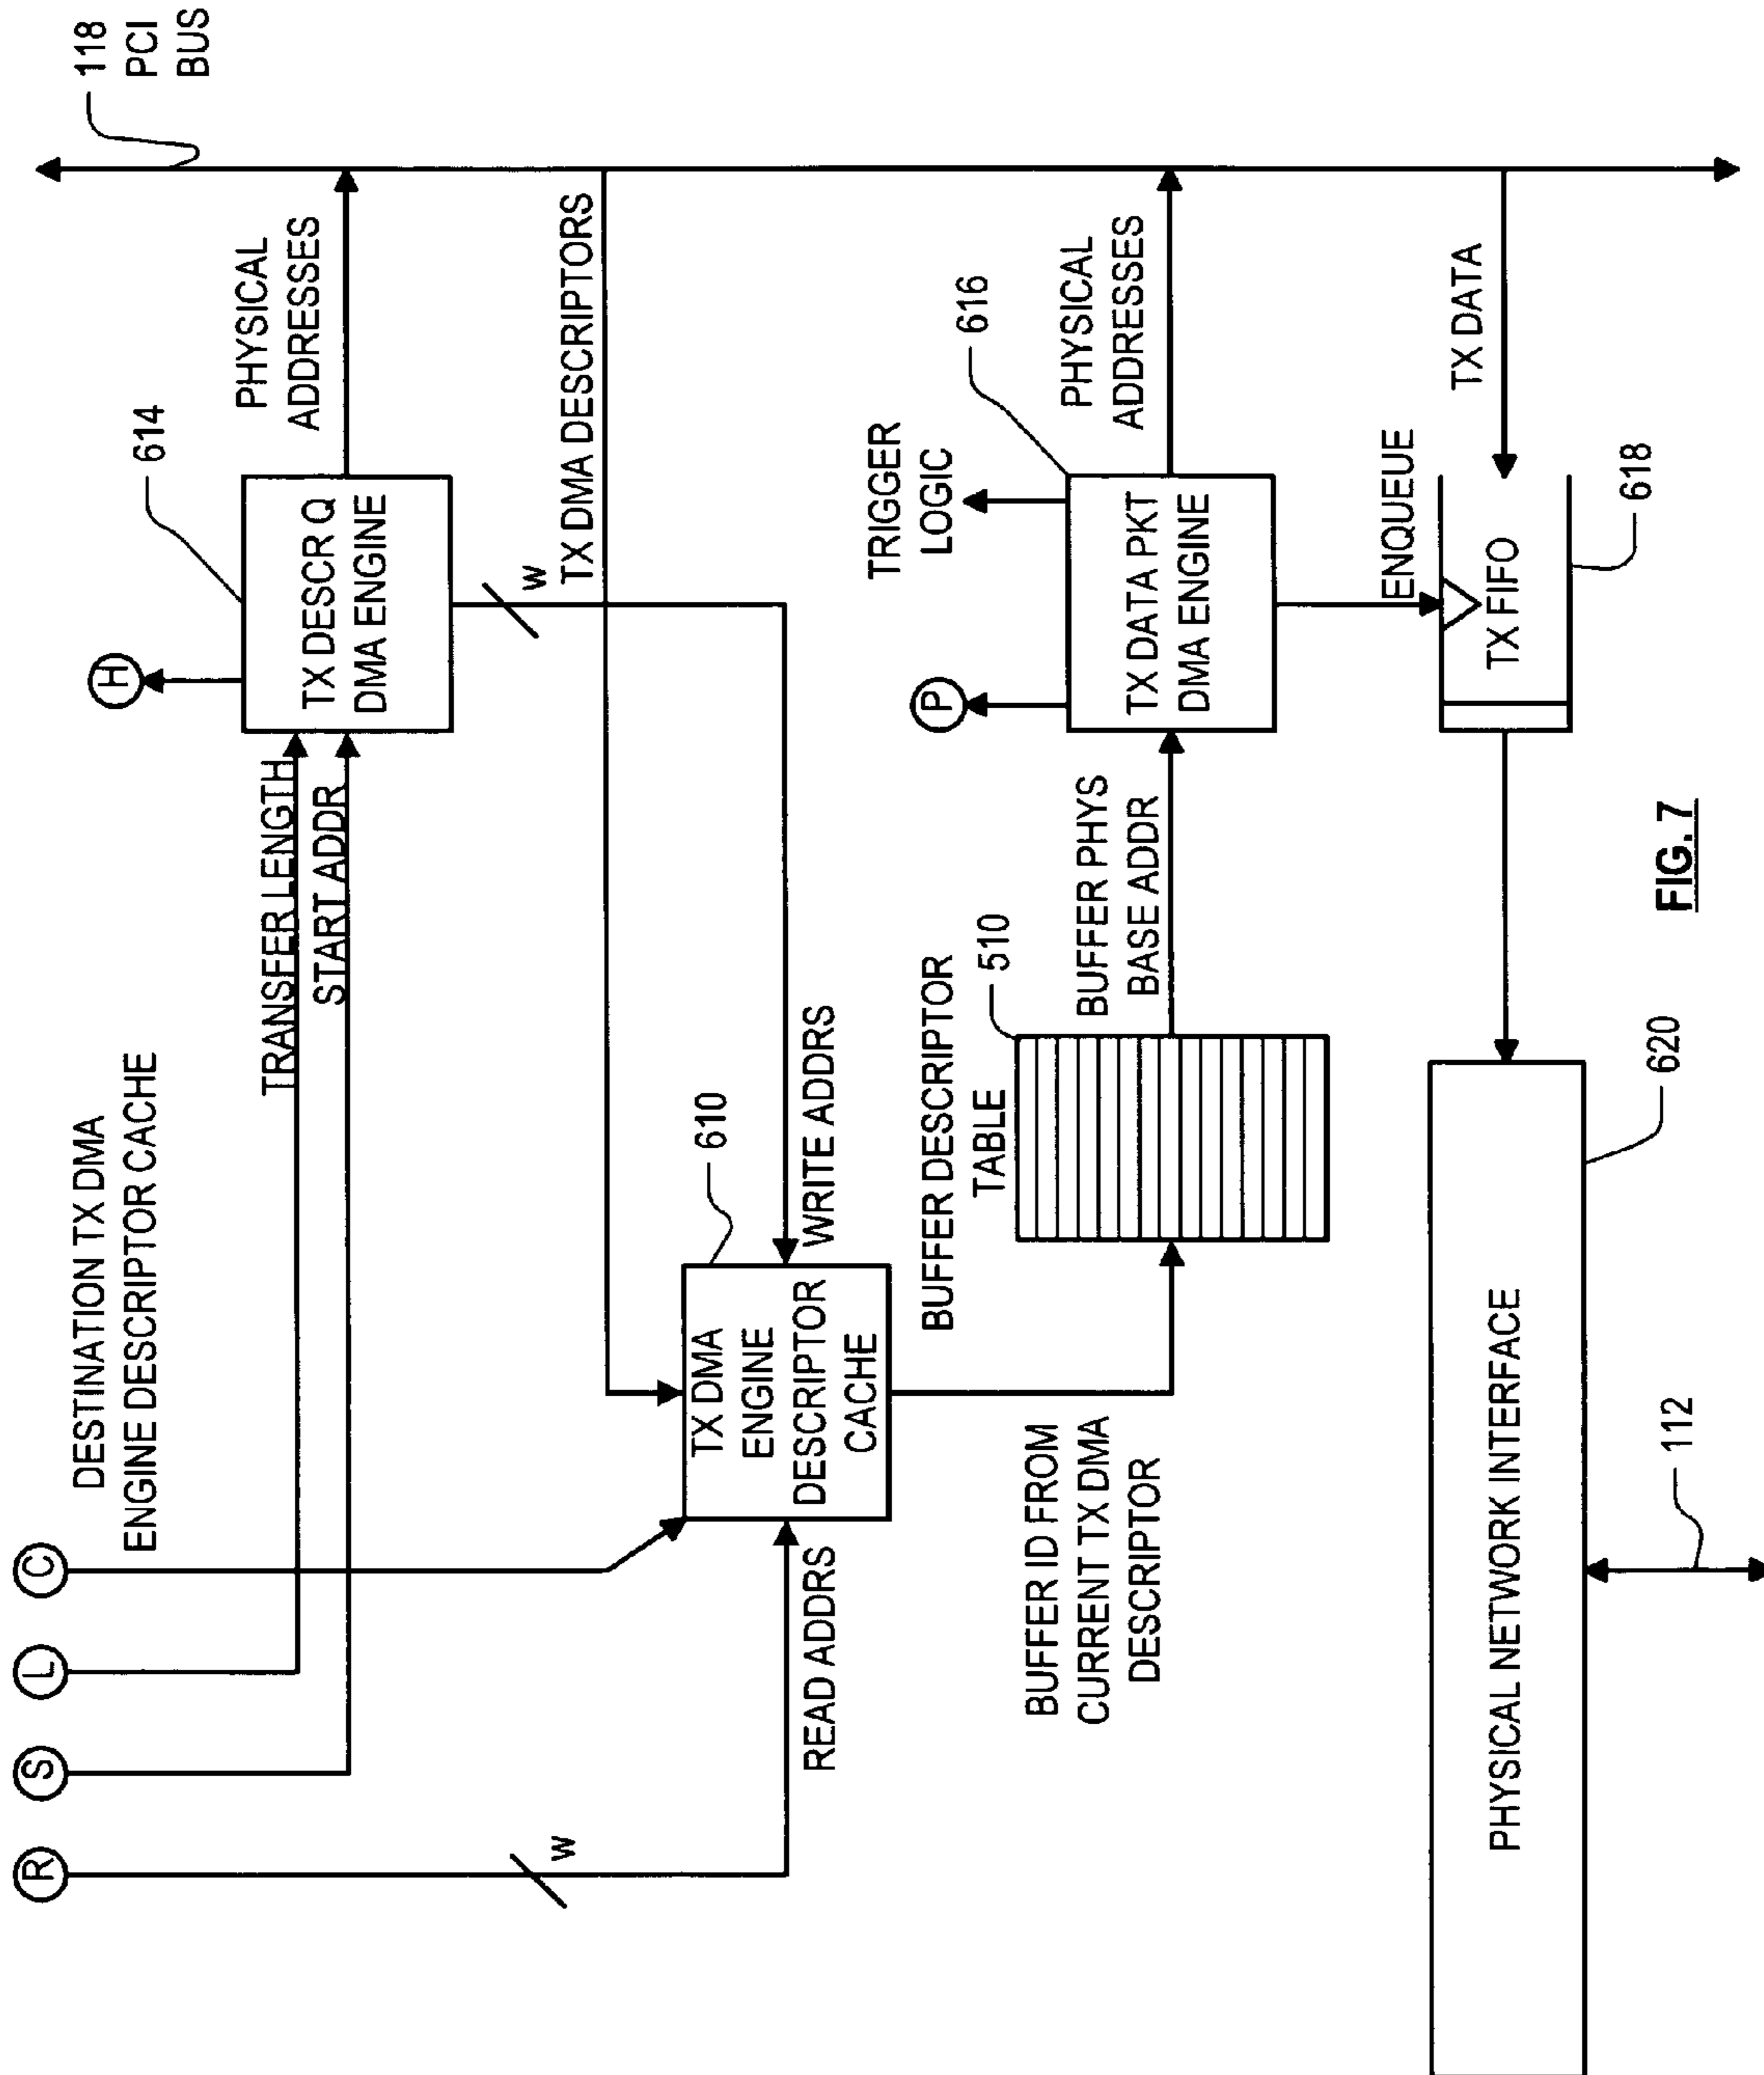 118
PCI
BUS
DESTINATION TX DMA
ENGINE DESCRIPTOR CACHE
R
S
L
C
TRANSFER LENGTH
START ADDR
H
614
TX DESCR Q
DMA ENGINE
PHYSICAL
ADDRESSES
W
W
TX DMA DESCRIPTORS
610
TX DMA
ENGINE
DESCRIPTOR
CACHE
READ ADDRS
WRITE ADDRS
BUFFER ID FROM
CURRENT TX DMA
DESCRIPTOR
BUFFER DESCRIPTOR
TABLE
510
BUFFER PHYS
BASE ADDR
P
TRIGGER
LOGIC
616
TX DATA PKT
DMA ENGINE
PHYSICAL
ADDRESSES
ENQUEUE
TX FIFO
618
TX DATA
PHYSICAL NETWORK INTERFACE
620
112
FIG. 7